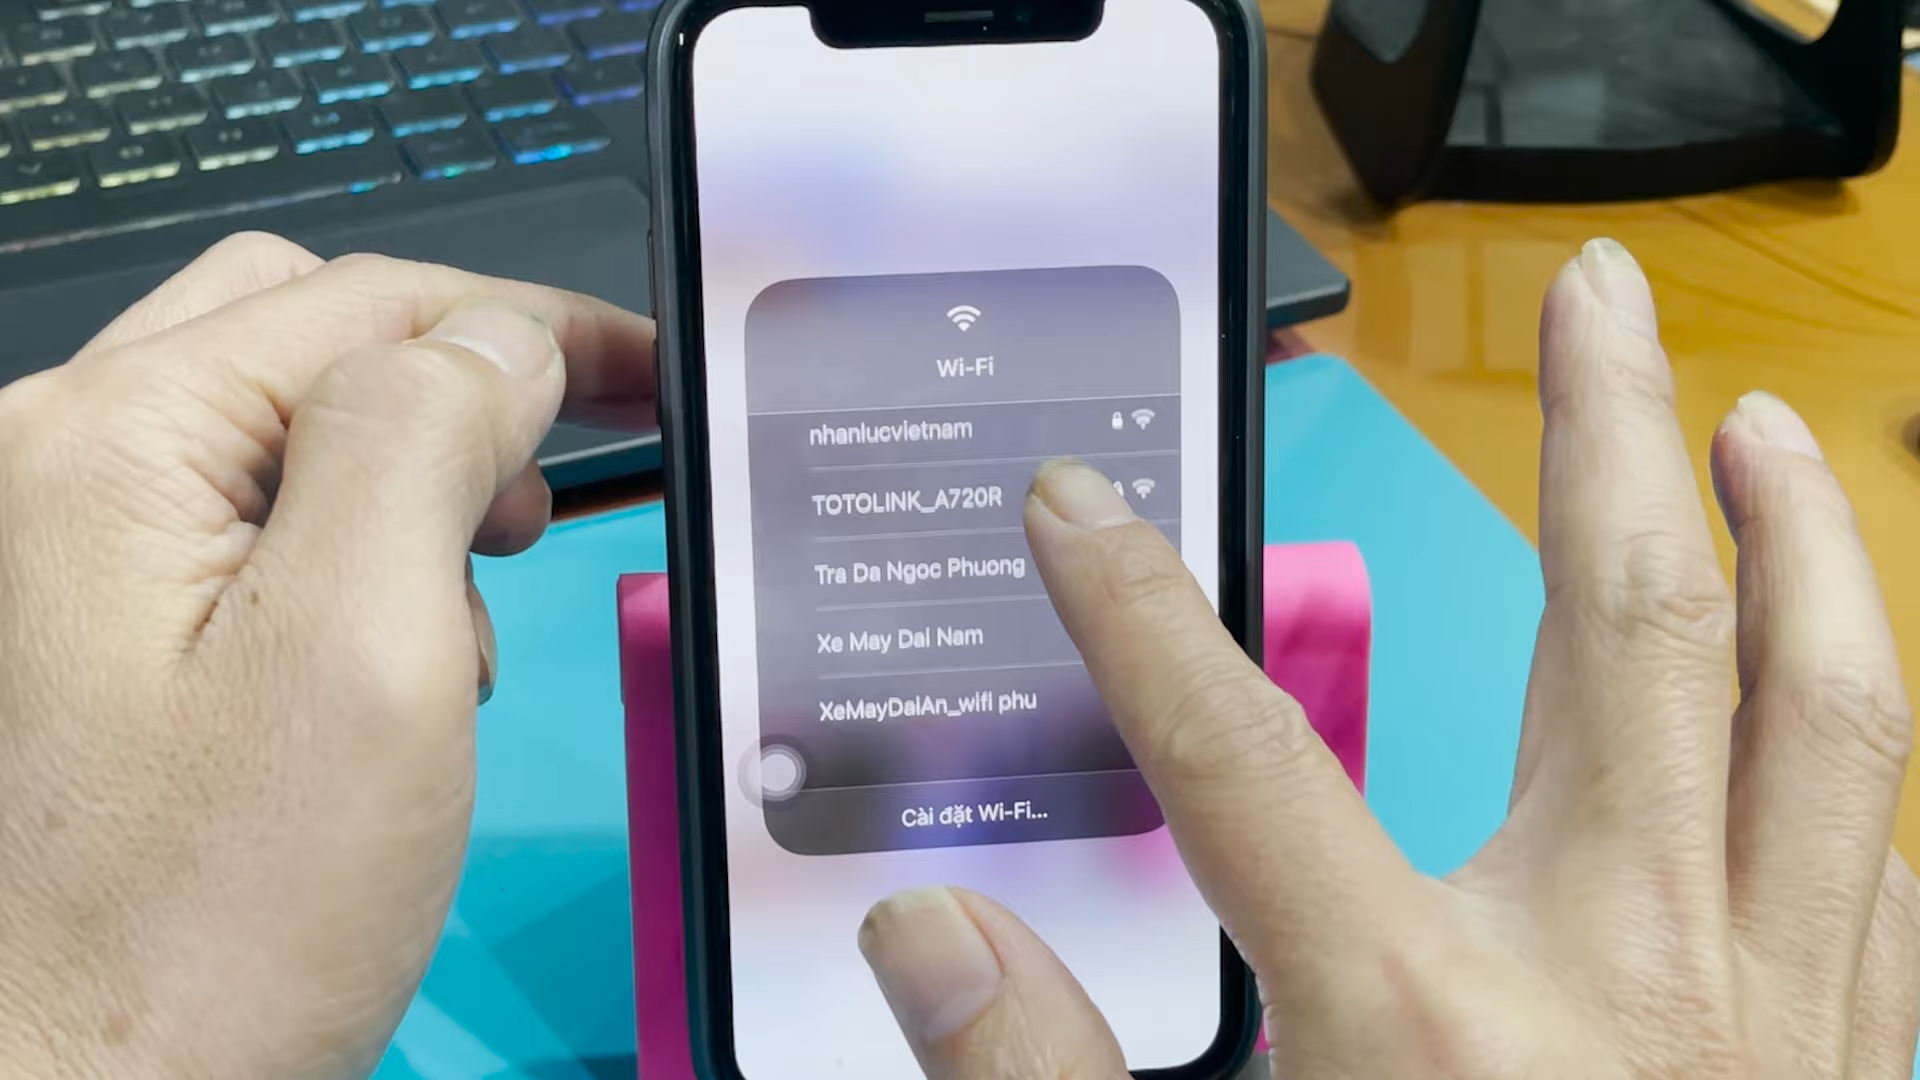 Wi-Fi
nhanlucvietnam
TOTOLINK_A720R
Tra Da Ngoc Phuong
Xe May Dai Nam
XeMayDaiAn_wifi phu
Cài đặt Wi-Fi...